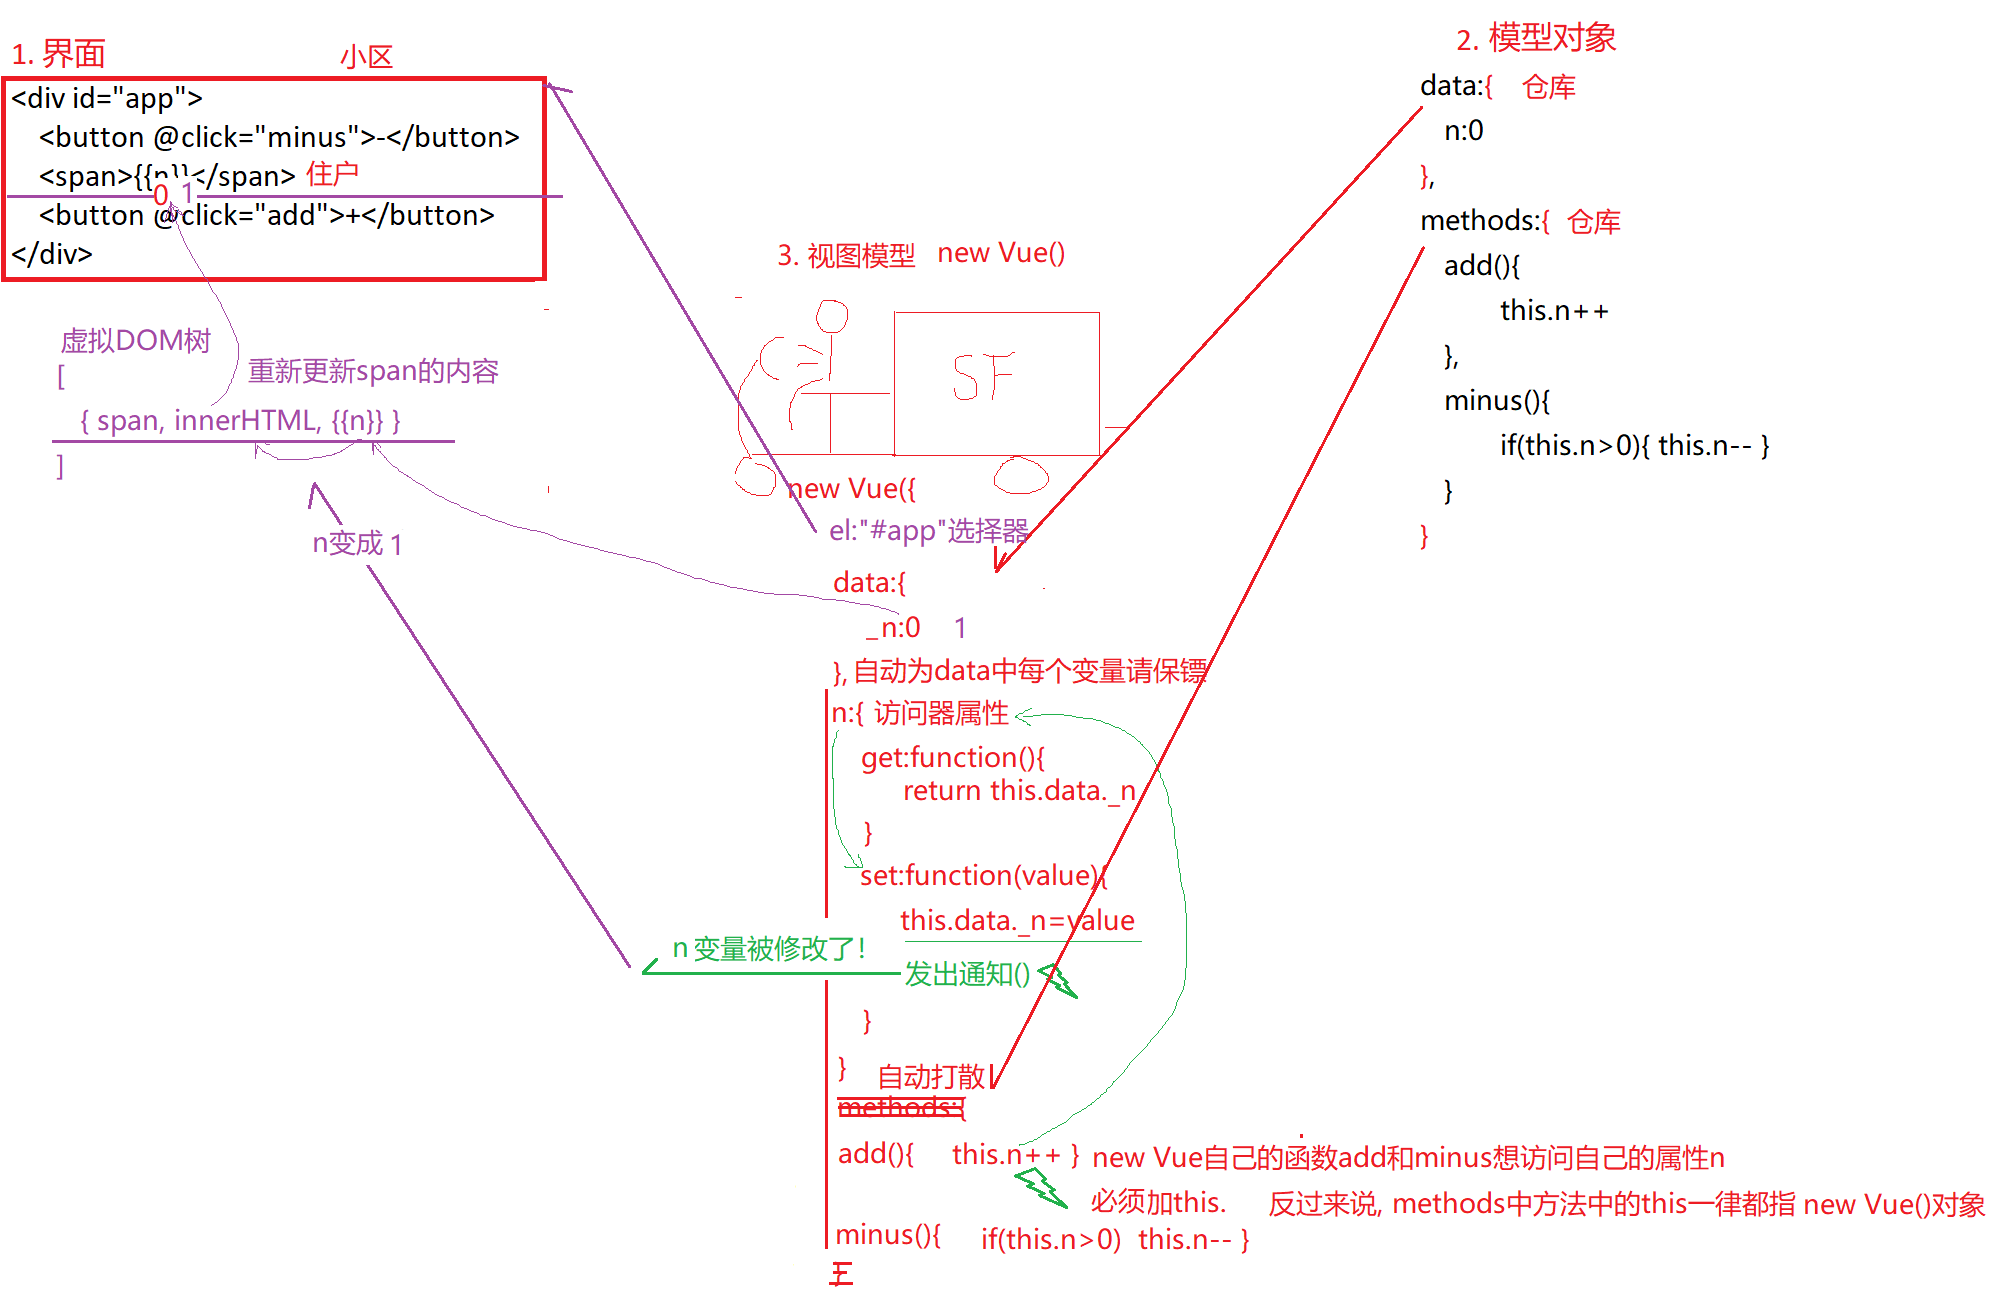 1. 界面
小区
<div id="app">
<button @click="minus">-</button>
<span>{{n}}</span> 住户
0 1
<button @click="add">+</button>
</div>
虚拟DOM树
[
重新更新span的内容
{ span, innerHTML, {{n}} }
]
n变成 1
2. 模型对象
data:{ 仓库
n:0
},
methods:{ 仓库
add(){
this.n++
},
minus(){
if(this.n>0){ this.n-- }
}
}
3. 视图模型 new Vue()
SF
new Vue({
el:"#app"选择器
data:{
_n:0 1
}, 自动为data中每个变量请保镖
n:{ 访问器属性
get:function(){
return this.data._n
}
set:function(value){
this.data._n=value
n 变量被修改了!
发出通知()
}
}
自动打散
methods:{
add(){ this.n++ } new Vue自己的函数add和minus想访问自己的属性n
必须加this. 反过来说, methods中方法中的this一律都指 new Vue()对象
minus(){ if(this.n>0) this.n-- }
}